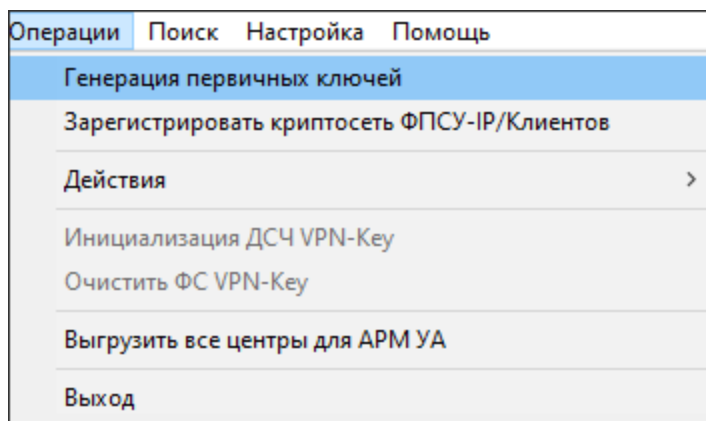 Операции Поиск Настройка Помощь
Генерация первичных ключей
Зарегистрировать криптосеть ФПСУ-IP/Клиентов
Действия
Инициализация ДСЧ VPN-Key
Очистить ФС VPN-Key
Выгрузить все центры для АРМ УА
Выход